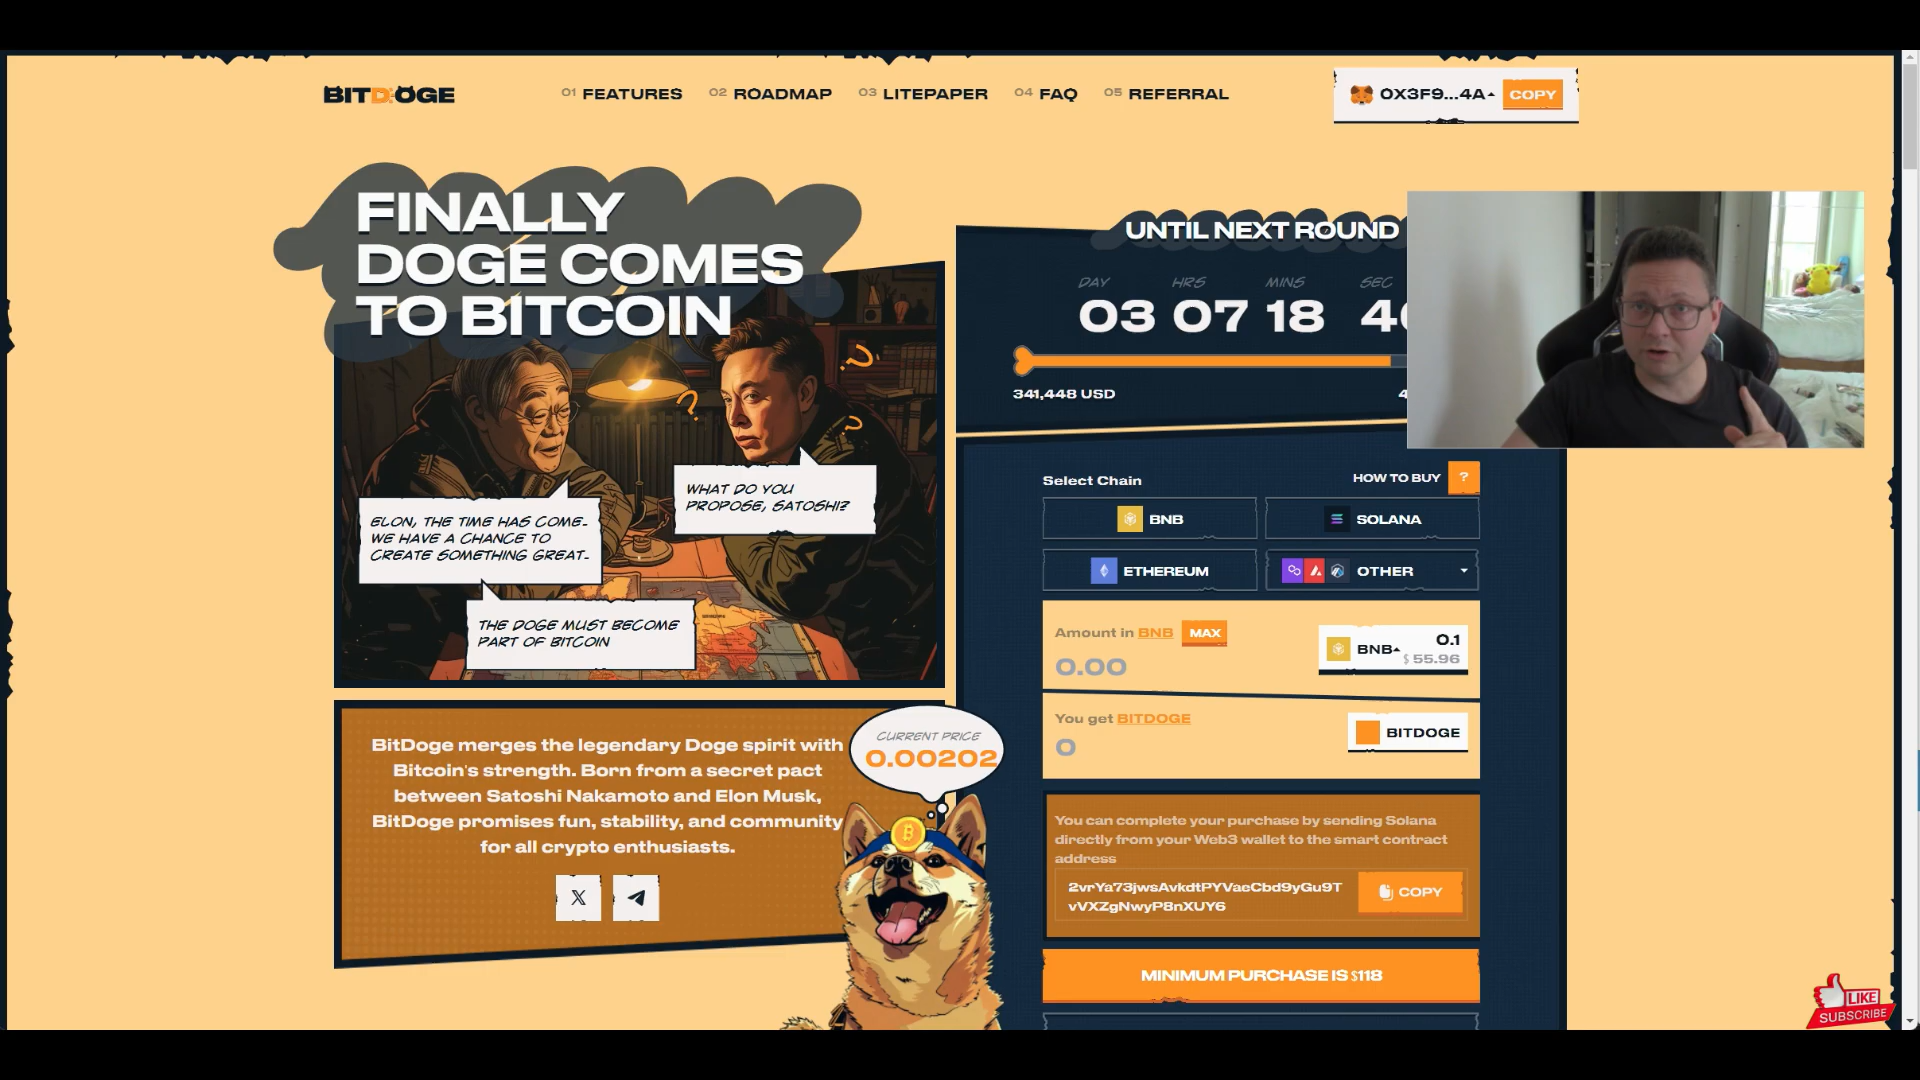 BITDOGE
01 FEATURES
02 ROADMAP
03 LITEPAPER
04 FAQ
05 REFERRAL
0X3F9...4A
COPY
FINALLY
DOGE COMES
TO BITCOIN
ELON, THE TIME HAS COME-
WE HAVE A CHANCE TO
CREATE SOMETHING GREAT-
WHAT DO YOU
PROPOSE, SATOSHI?
THE DOGE MUST BECOME
PART OF BITCOIN
BitDoge merges the legendary Doge spirit with
Bitcoin's strength. Born from a secret pact
between Satoshi Nakamoto and Elon Musk,
BitDoge promises fun, stability, and community
for all crypto enthusiasts.
CURRENT PRICE
0.00202
UNTIL NEXT ROUND
DAY HRS MINS SEC
03 07 18
341,448 USD
Select Chain
HOW TO BUY ?
BNB
SOLANA
ETHEREUM
OTHER
Amount in BNB MAX
0.00
BNB
0.1
$ 55.96
You get BITDOGE
0
BITDOGE
You can complete your purchase by sending Solana
directly from your Web3 wallet to the smart contract
address
2vrYa73jwsAvkdtPYVaeCbd9yGu9T
vVXZgNwyP8nXUY6
COPY
MINIMUM PURCHASE IS $118
LIKE
SUBSCRIBE